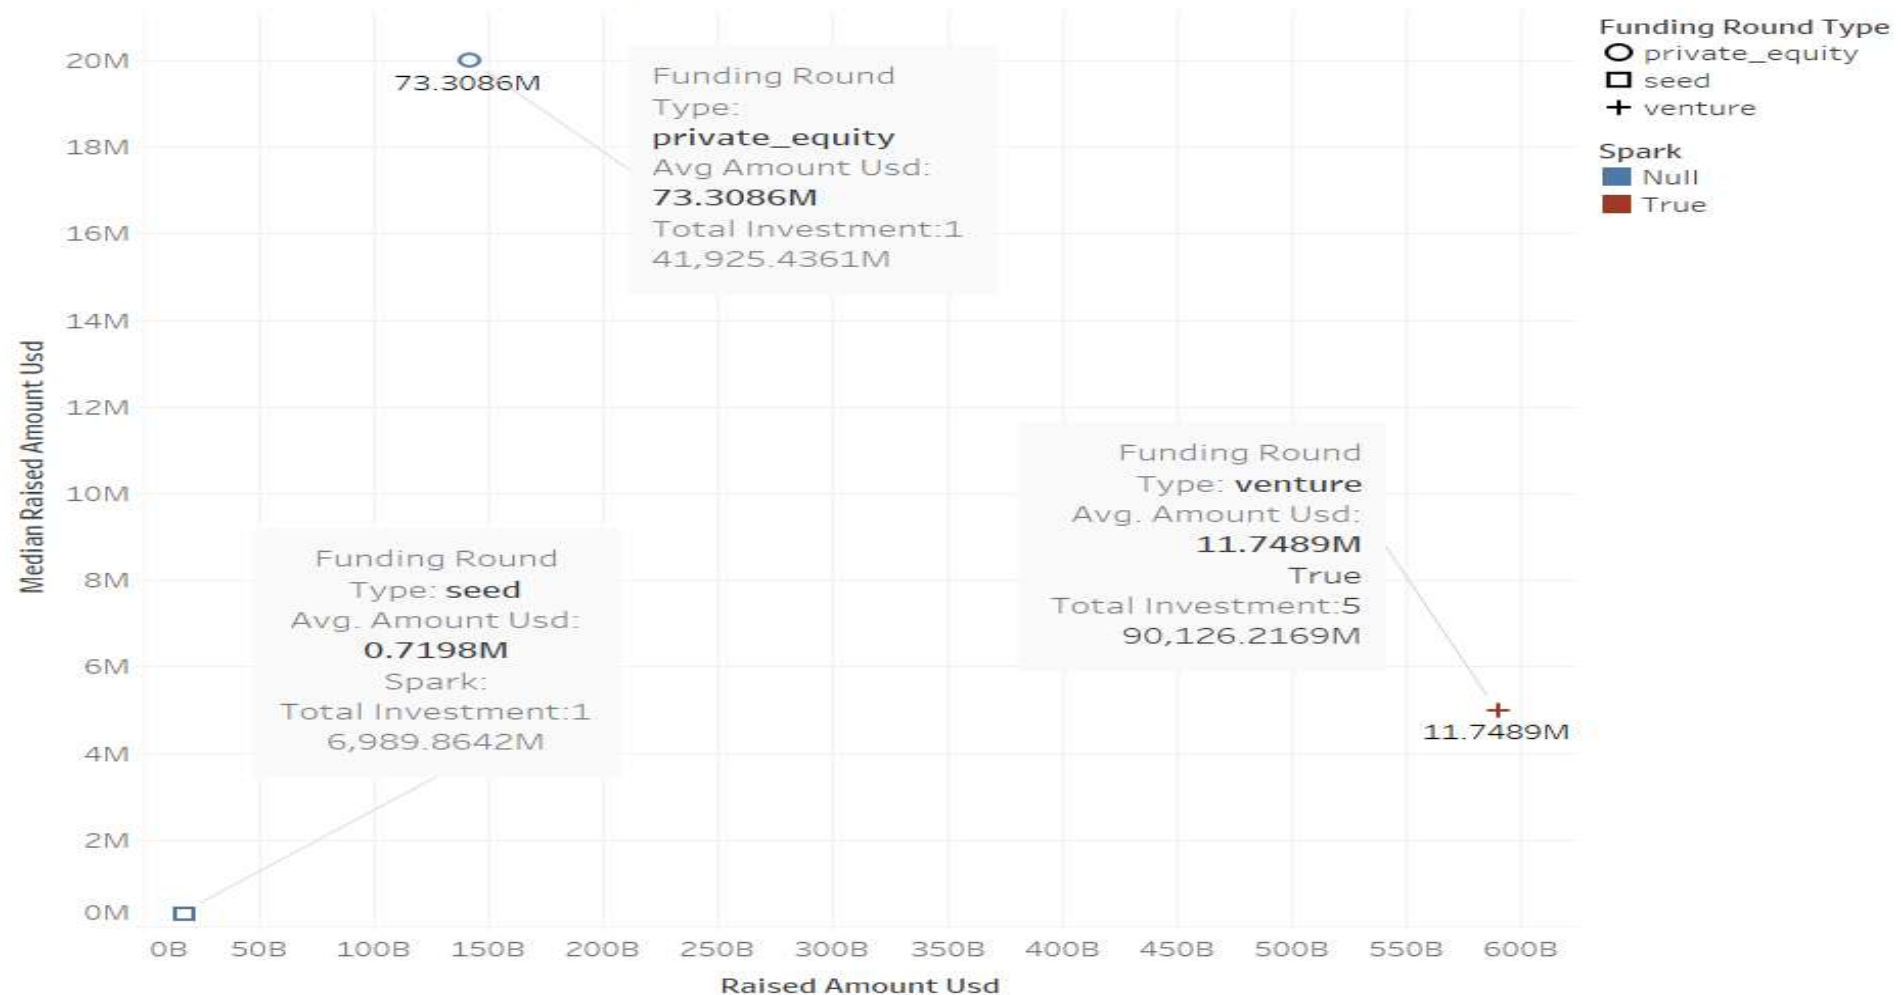 20M
18M
16M
14M
12M
10M
8M
6M
4M
2M
0M
Median Raised Amount Usd
73.3086M
Funding Round
Type:
private_equity
Avg Amount Usd:
73.3086M
Total Investment:1
41,925.4361M
Funding Round
Type: seed
Avg. Amount Usd:
0.7198M
Spark:
Total Investment:1
6,989.8642M
Funding Round
Type: venture
Avg. Amount Usd:
11.7489M
True
Total Investment:5
90,126.2169M
11.7489M
0B 50B 100B 150B 200B 250B 300B 350B 400B 450B 500B 550B 600B
Raised Amount Usd
Funding Round Type
private_equity
seed
venture
Spark
Null
True